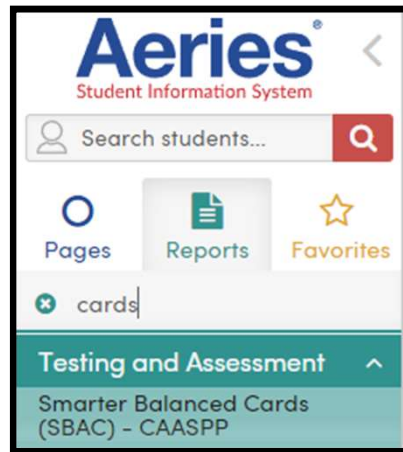 Aeries®
Student Information System
Search students...
Pages Reports Favorites
cards
Testing and Assessment
Smarter Balanced Cards
(SBAC) - CAASPP